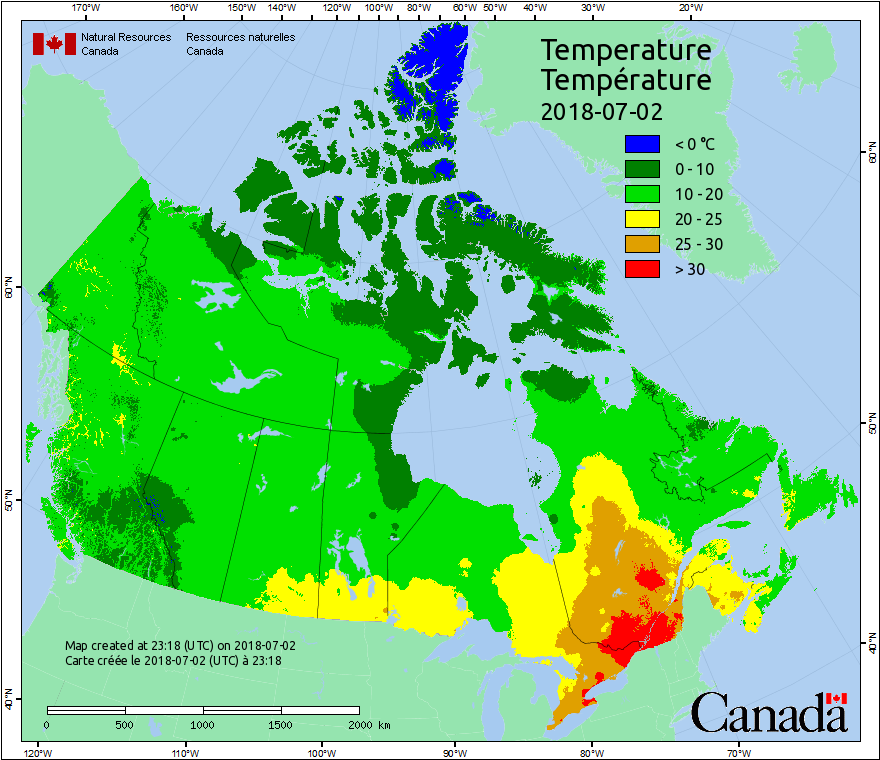 170°W 160°W 150°W 140°W 130°W 120°W 110°W 100°W 80°W 60°W 50°W 40°W 30°W 20°W
Natural Resources Ressources naturelles
Canada Canada
Temperature
Température
2018-07-02
< 0 °C
0 - 10
10 - 20
20 - 25
25 - 30
> 30
60°N
60°N
50°N
50°N
40°N
40°N
Map created at 23:18 (UTC) on 2018-07-02
Carte créée le 2018-07-02 (UTC) à 23:18
0 500 1000 1500 2000 km
Canada
120°W 110°W 100°W 90°W 80°W 70°W